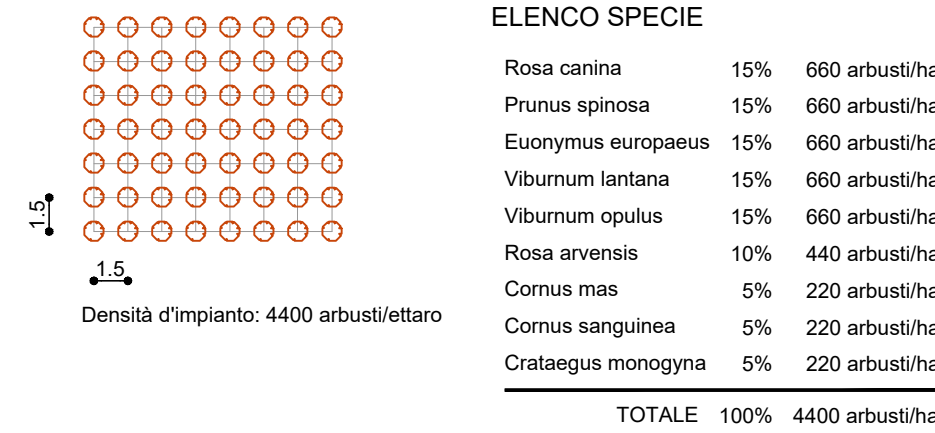 1.5
1.5
Densità d'impianto: 4400 arbusti/ettaro
ELENCO SPECIE
Rosa canina 15% 660 arbusti/ha
Prunus spinosa 15% 660 arbusti/ha
Euonymus europaeus 15% 660 arbusti/ha
Viburnum lantana 15% 660 arbusti/ha
Viburnum opulus 15% 660 arbusti/ha
Rosa arvensis 10% 440 arbusti/ha
Cornus mas 5% 220 arbusti/ha
Cornus sanguinea 5% 220 arbusti/ha
Crataegus monogyna 5% 220 arbusti/ha
TOTALE 100% 4400 arbusti/ha